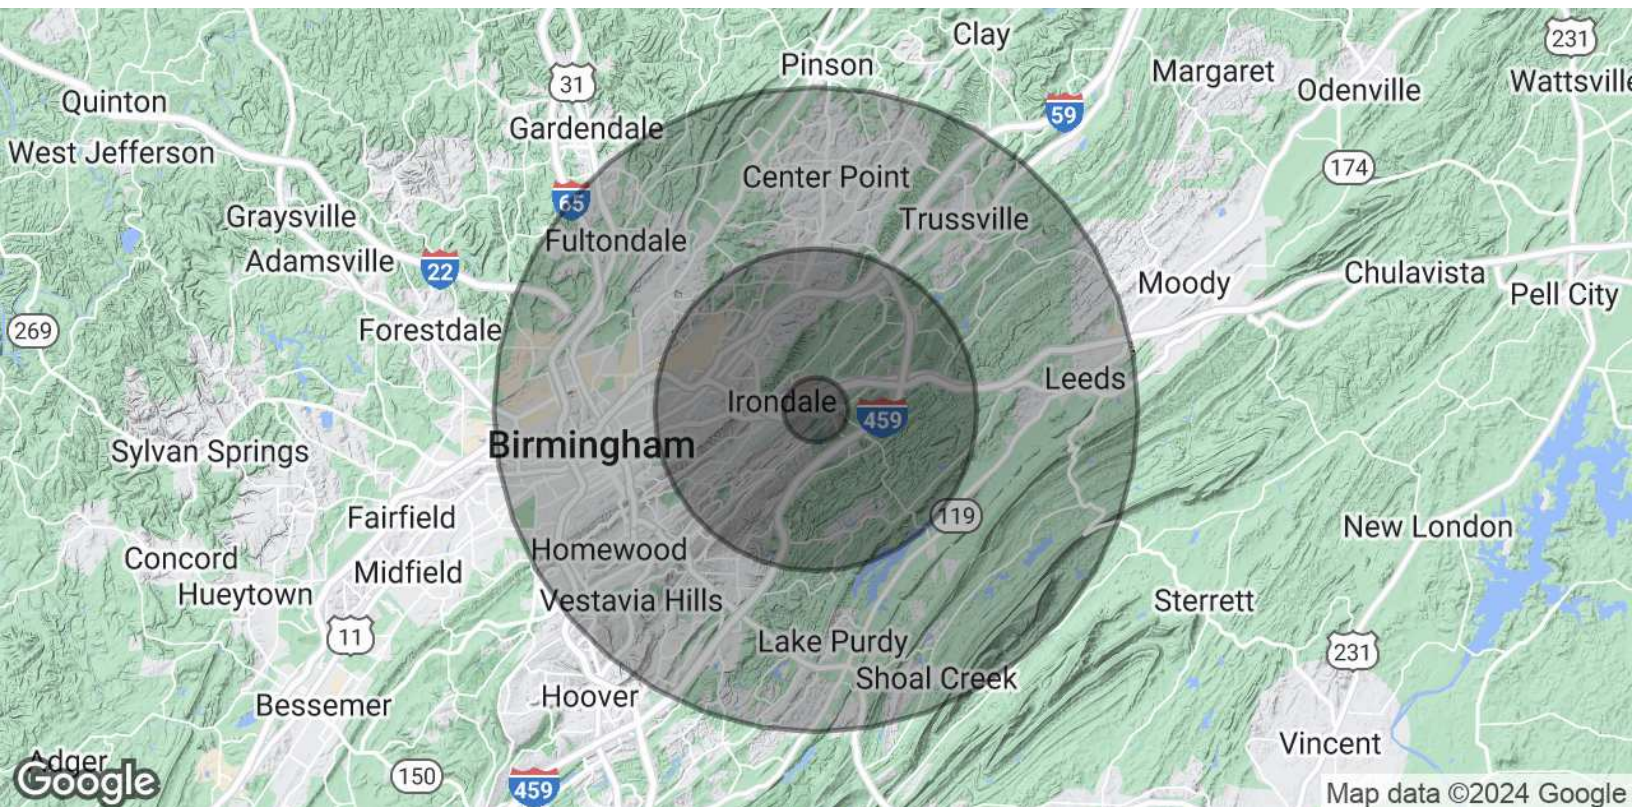 Clay
231
Pinson
Margaret
Wattsville
31
Odenville
Quinton
59
Gardendale
West Jefferson
174
Center Point
65
Graysville
Trussville
Fultondale
Adamsville
22
Chulavista
Moody
Pell City
269
Forestdale
Leeds
Irondale
459
Birmingham
Sylvan Springs
119
Fairfield
New London
Homewood
Concord
Midfield
Hueytown
Vestavia Hills
Sterrett
11
Lake Purdy
231
Shoal Creek
Hoover
Bessemer
Vincent
Adger
150
Google
459
Map data ©2024 Google